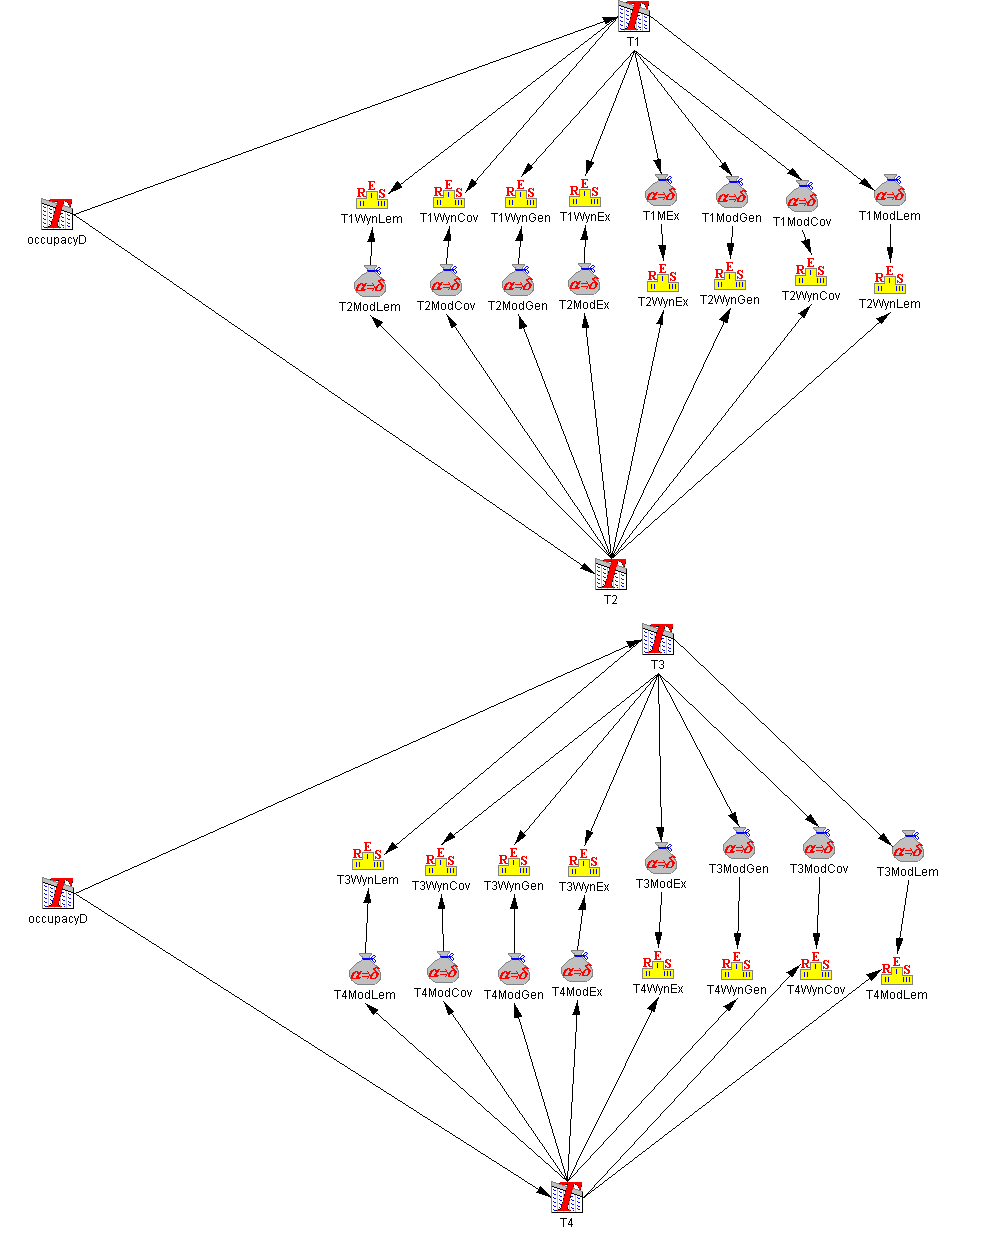 T
T1
R E S
R E S
R E S
R E S
α⇒δ
α⇒δ
α⇒δ
α⇒δ
T1WynLem
T1WynCov
T1WynGen
T1WynEx
T1MEx
T1ModGen
T1ModCov
T1ModLem
T
occupacyD
α⇒δ
α⇒δ
α⇒δ
α⇒δ
R E S
R E S
R E S
R E S
T2ModLem
T2ModCov
T2ModGen
T2ModEx
T2WynEx
T2WynGen
T2WynCov
T2WynLem
T
T2
T
T3
R E S
R E S
R E S
R E S
α⇒δ
α⇒δ
α⇒δ
α⇒δ
T3WynLem
T3WynCov
T3WynGen
T3WynEx
T3ModEx
T3ModGen
T3ModCov
T3ModLem
T
occupacyD
α⇒δ
α⇒δ
α⇒δ
α⇒δ
R E S
R E S
R E S
R E S
T4ModLem
T4ModCov
T4ModGen
T4ModEx
T4WynEx
T4WynGen
T4WynCov
T4ModLem
T
T4